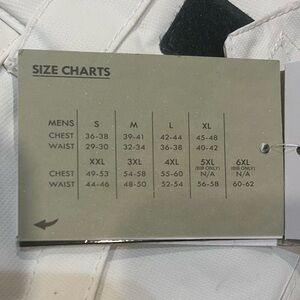 SIZE CHARTS
MENS S M L XL
CHEST 36-38 39-41 42-44 45-48
WAIST 29-30 32-34 36-38 40-42
XXL 3XL 4XL 5XL 6XL
(BIB ONLY) (BIB ONLY)
CHEST 49-53 54-58 55-60 N/A N/A
WAIST 44-46 48-50 52-54 56-58 60-62